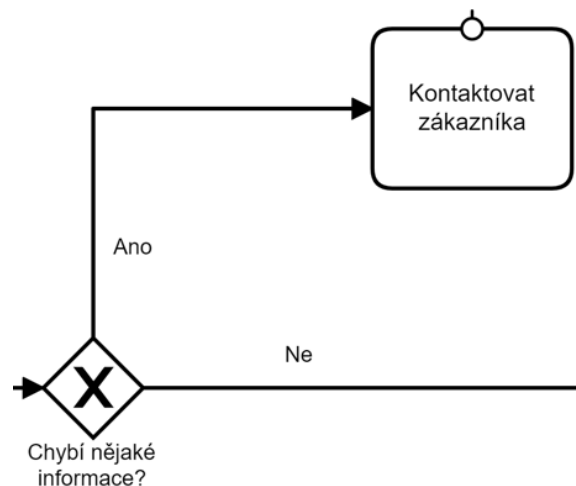 Kontaktovat
zákazníka
Ano
Ne
Chybí nějaké
informace?